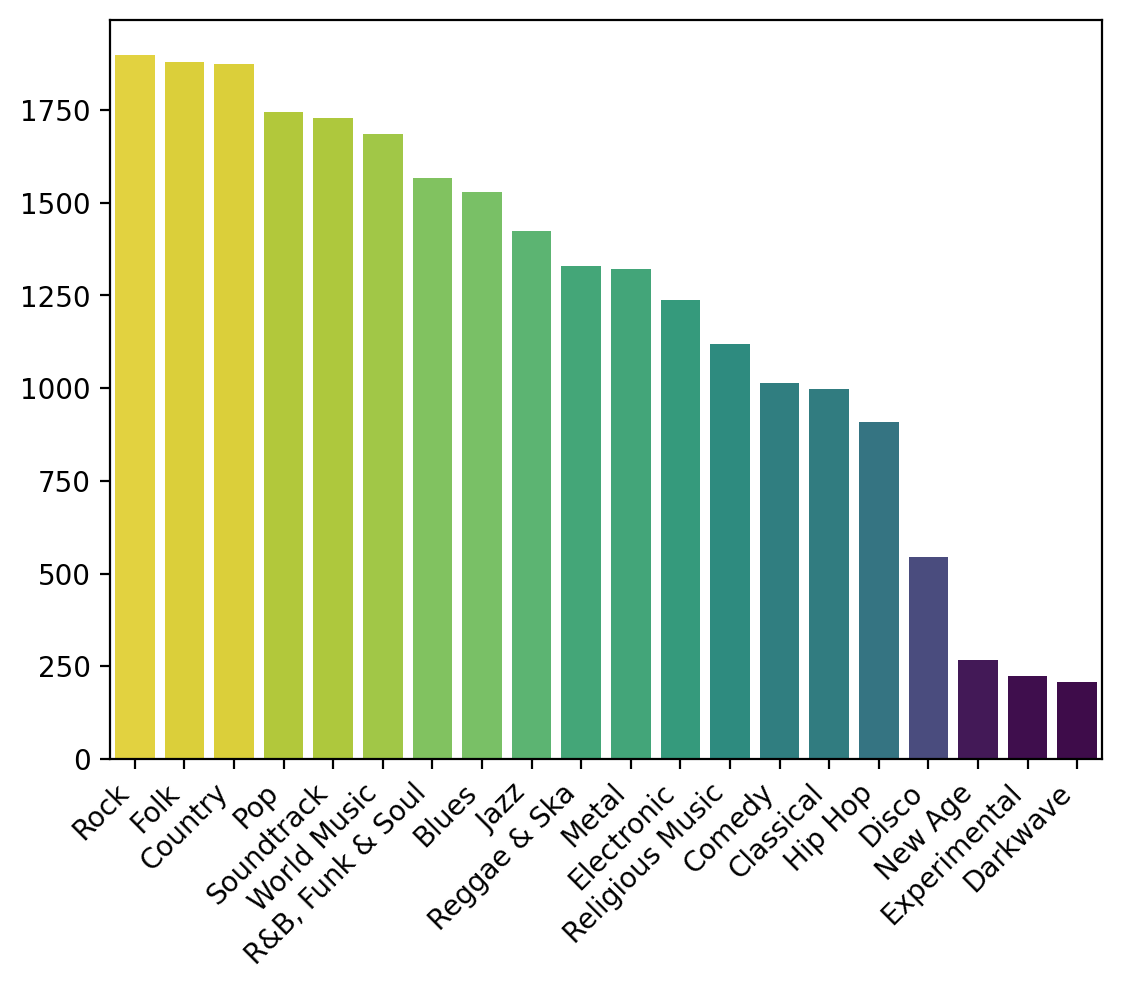 1750
1500
1250
1000
750
500
250
0
Rock
Folk
Country
Pop
Soundtrack
World Music
R&B, Funk & Soul
Blues
Jazz
Reggae & Ska
Metal
Electronic
Religious Music
Comedy
Classical
Hip Hop
Disco
New Age
Experimental
Darkwave